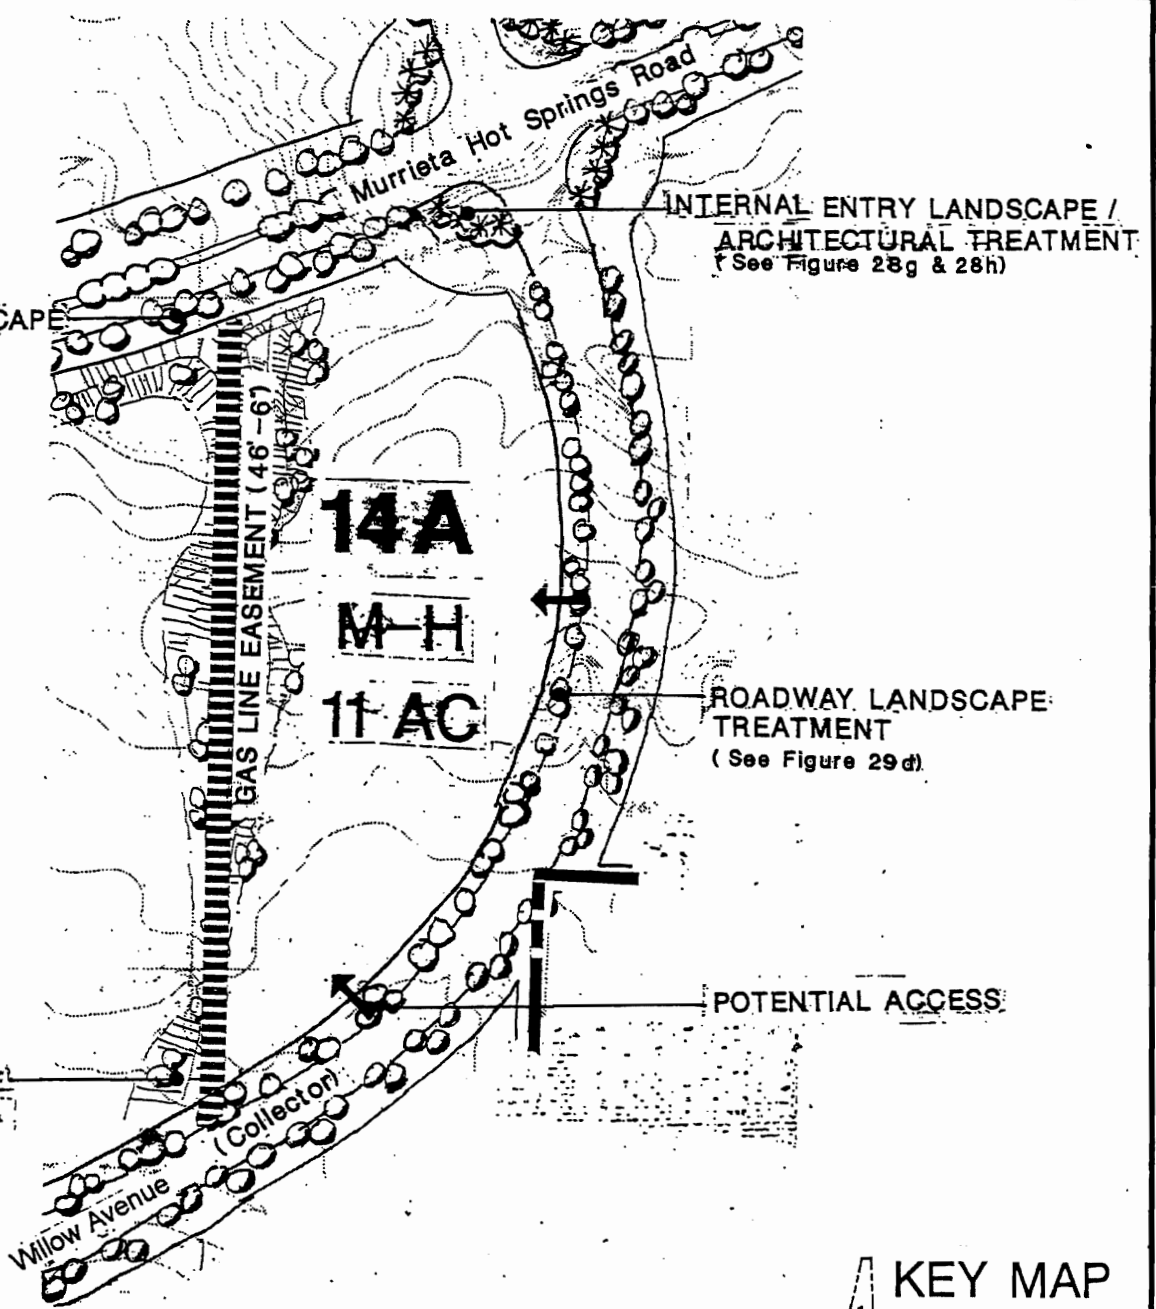 Murrieta Hot Springs Road
INTERNAL ENTRY LANDSCAPE /
ARCHITECTURAL TREATMENT
(See Figure 28g & 28h)
CAPE
GAS LINE EASEMENT (46'-6")
14A
M-H
11 AC
ROADWAY LANDSCAPE
TREATMENT
(See Figure 29d)
POTENTIAL ACCESS
(Collector)
Willow Avenue
KEY MAP